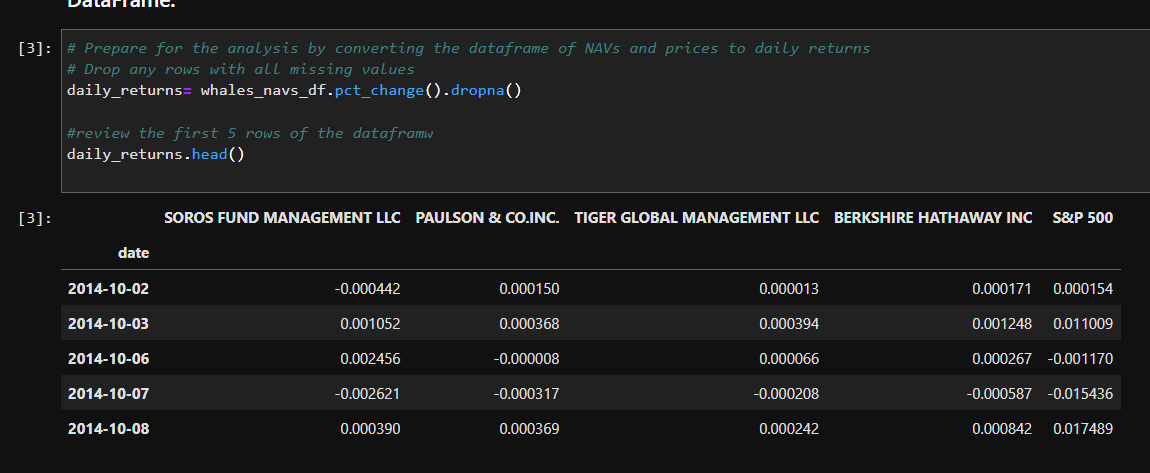 DataFrame.
[3]: # Prepare for the analysis by converting the dataframe of NAVs and prices to daily returns
# Drop any rows with all missing values
daily_returns= whales_navs_df.pct_change().dropna()
#review the first 5 rows of the dataframw
daily_returns.head()
[3]: SOROS FUND MANAGEMENT LLC PAULSON & CO.INC. TIGER GLOBAL MANAGEMENT LLC BERKSHIRE HATHAWAY INC S&P 500
date
2014-10-02 -0.000442 0.000150 0.000013 0.000171 0.000154
2014-10-03 0.001052 0.000368 0.000394 0.001248 0.011009
2014-10-06 0.002456 -0.000008 0.000066 0.000267 -0.001170
2014-10-07 -0.002621 -0.000317 -0.000208 -0.000587 -0.015436
2014-10-08 0.000390 0.000369 0.000242 0.000842 0.017489